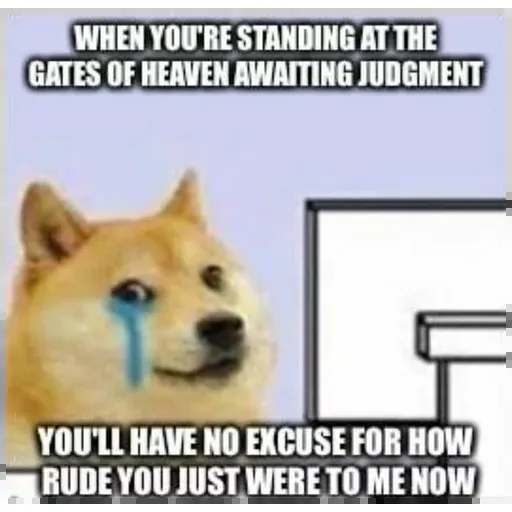 WHEN YOU'RE STANDING AT THE
GATES OF HEAVEN AWAITING JUDGMENT
YOU'LL HAVE NO EXCUSE FOR HOW
RUDE YOU JUST WERE TO ME NOW